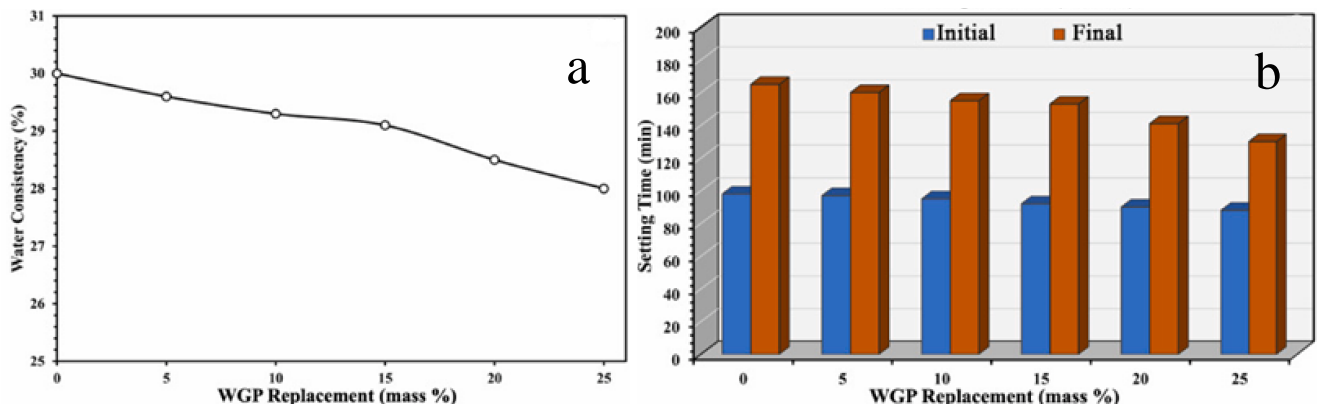 31
30
29
28
27
26
25
Water Consistency (%)
a
0 5 10 15 20 25
WGP Replacement (mass %)
200
180
160
140
120
100
80
60
40
20
0
Setting Time (min)
Initial Final
b
0 5 10 15 20 25
WGP Replacement (mass %)